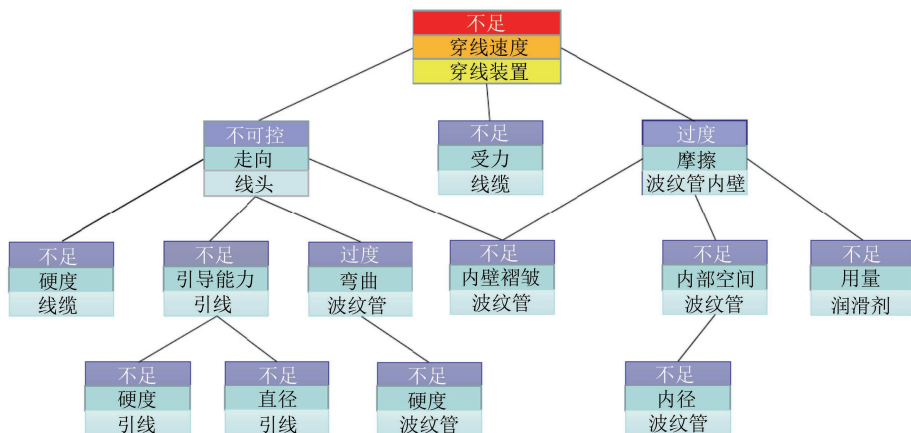 不足
穿线速度
穿线装置
不可控
走向
线头
不足
受力
线缆
过度
摩擦
波纹管内壁
不足
硬度
线缆
不足
引导能力
引线
过度
弯曲
波纹管
不足
内壁褶皱
波纹管
不足
内部空间
波纹管
不足
用量
润滑剂
不足
硬度
引线
不足
直径
引线
不足
硬度
波纹管
不足
内径
波纹管